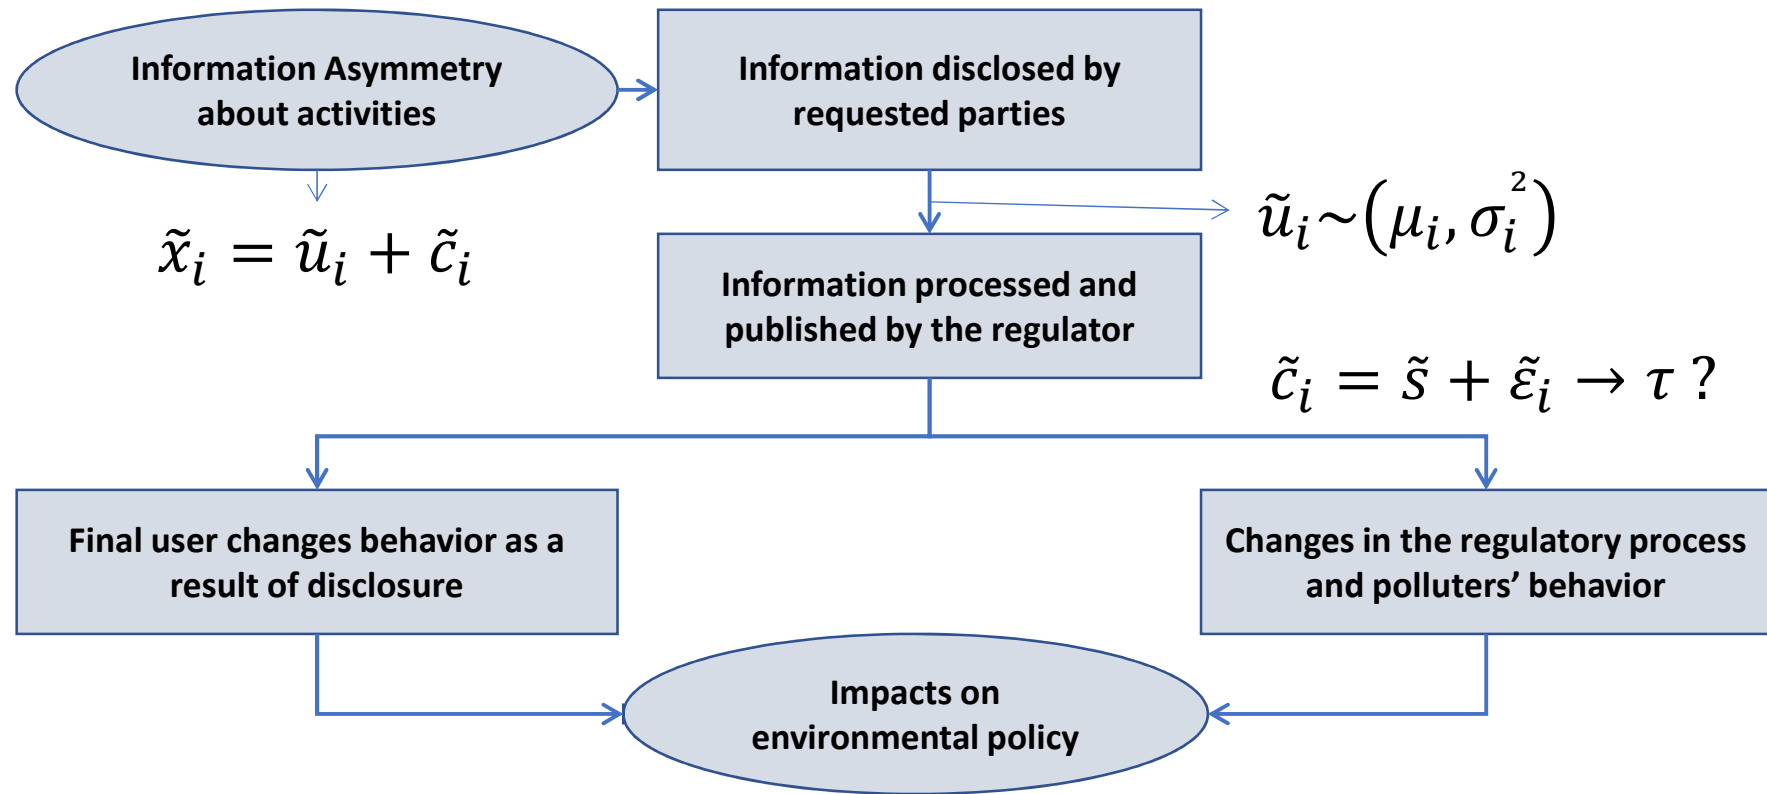 Information Asymmetry
about activities
Information disclosed by
requested parties
x̃ᵢ = ũᵢ + c̃ᵢ
ũᵢ~(μᵢ, σᵢ²)
Information processed and
published by the regulator
c̃ᵢ = s̃ + ε̃ᵢ → τ ?
Final user changes behavior as a
result of disclosure
Changes in the regulatory process
and polluters’ behavior
Impacts on
environmental policy